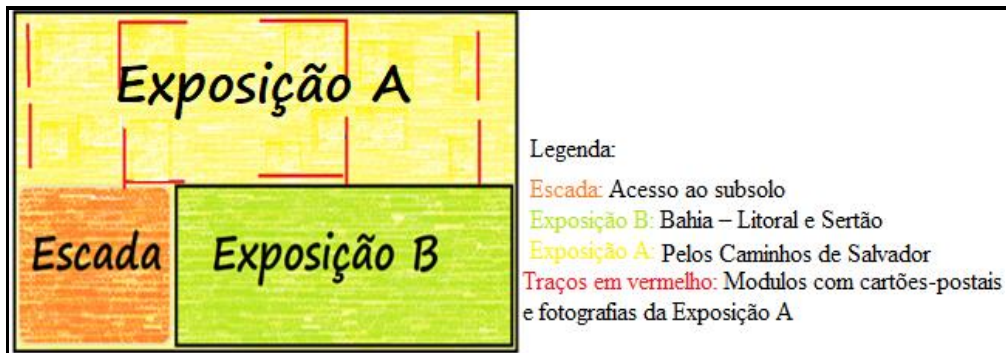 Exposição A
Escada
Exposição B
Legenda:
Escada: Acesso ao subsolo
Exposição B: Bahia – Litoral e Sertão
Exposição A: Pelos Caminhos de Salvador
Traços em vermelho: Modulos com cartões-postais
e fotografias da Exposição A